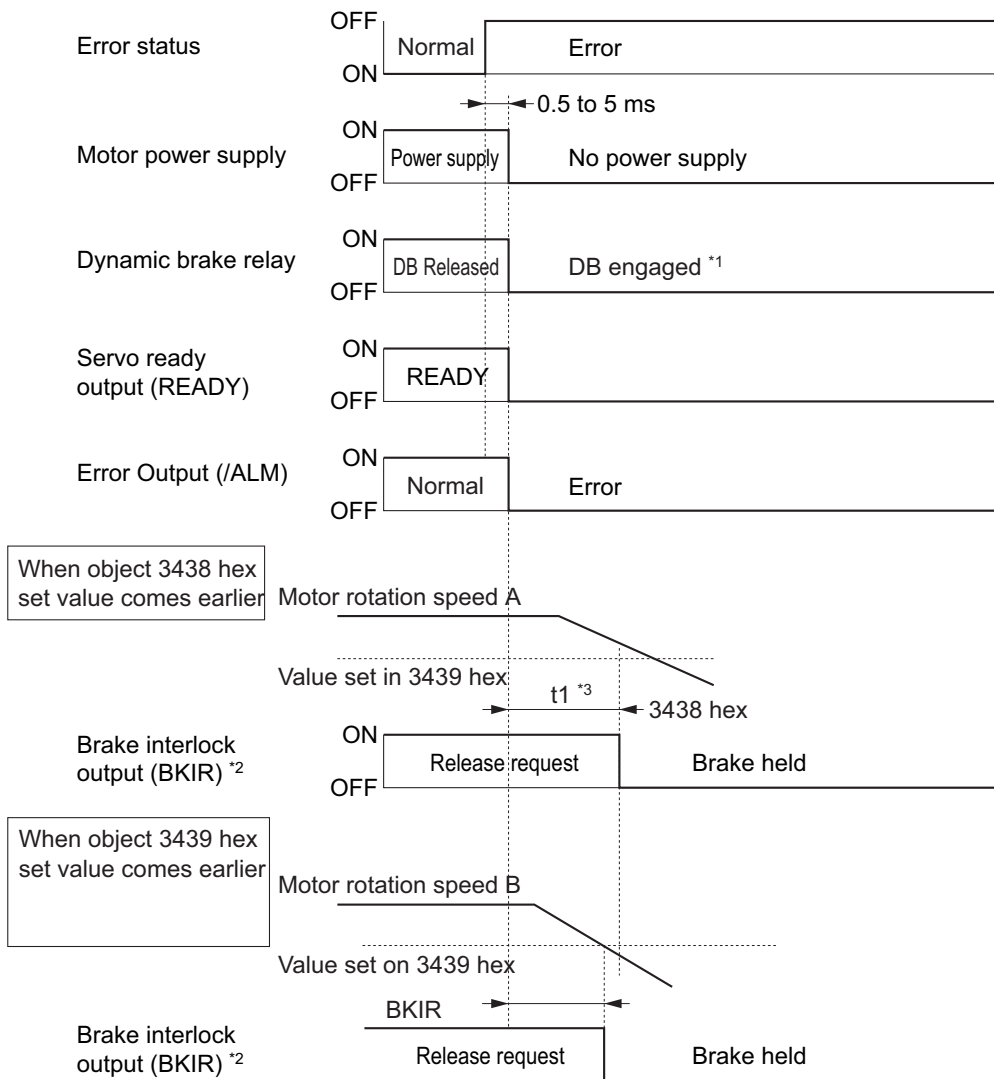 OFF
Error status
Normal
Error
ON
0.5 to 5 ms
ON
Motor power supply
Power supply
No power supply
OFF
ON
Dynamic brake relay
DB Released
DB engaged *1
OFF
Servo ready
output (READY)
ON
READY
OFF
Error Output (/ALM)
ON
Normal
Error
OFF
When object 3438 hex
set value comes earlier
Motor rotation speed A
Value set in 3439 hex
t1 *3
3438 hex
Brake interlock
output (BKIR) *2
ON
Release request
Brake held
OFF
When object 3439 hex
set value comes earlier
Motor rotation speed B
Value set on 3439 hex
BKIR
Brake interlock
output (BKIR) *2
Release request
Brake held